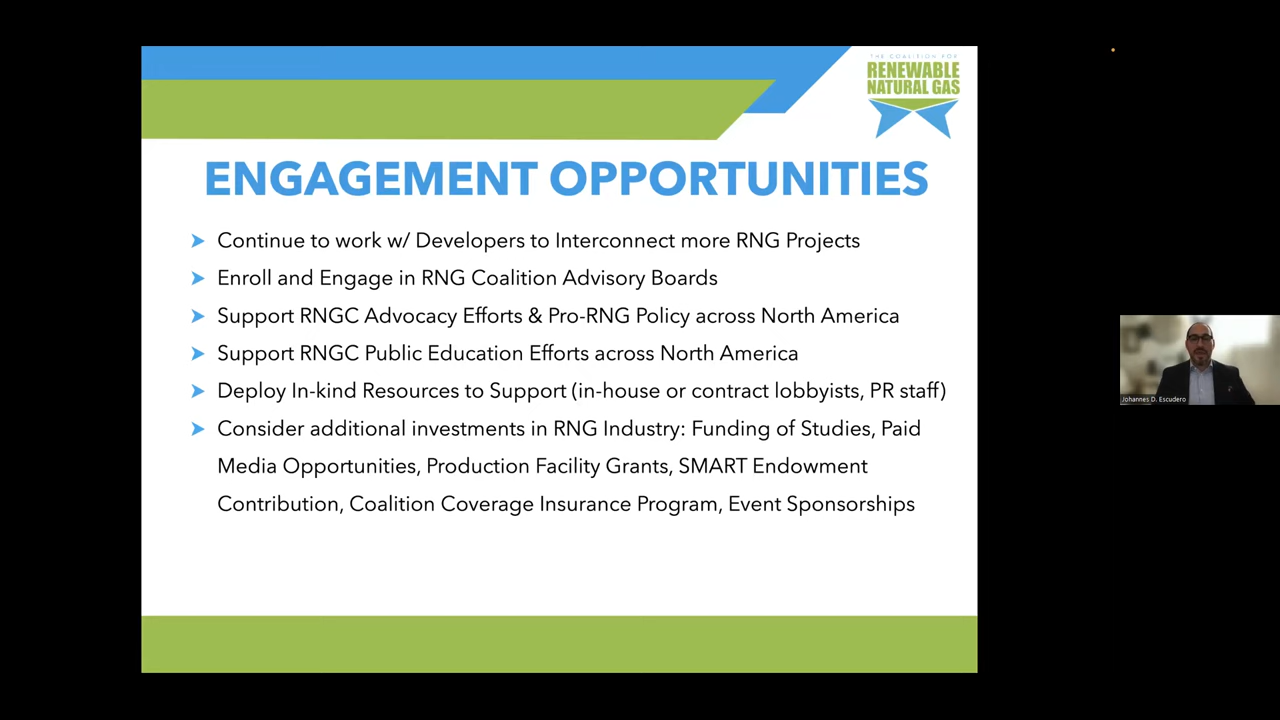 THE COALITION FOR
RENEWABLE
NATURAL GAS
ENGAGEMENT OPPORTUNITIES
Continue to work w/ Developers to Interconnect more RNG Projects
Enroll and Engage in RNG Coalition Advisory Boards
Support RNGC Advocacy Efforts & Pro-RNG Policy across North America
Support RNGC Public Education Efforts across North America
Deploy In-kind Resources to Support (in-house or contract lobbyists, PR staff)
Consider additional investments in RNG Industry: Funding of Studies, Paid
Media Opportunities, Production Facility Grants, SMART Endowment
Contribution, Coalition Coverage Insurance Program, Event Sponsorships
Johannes D. Escudero